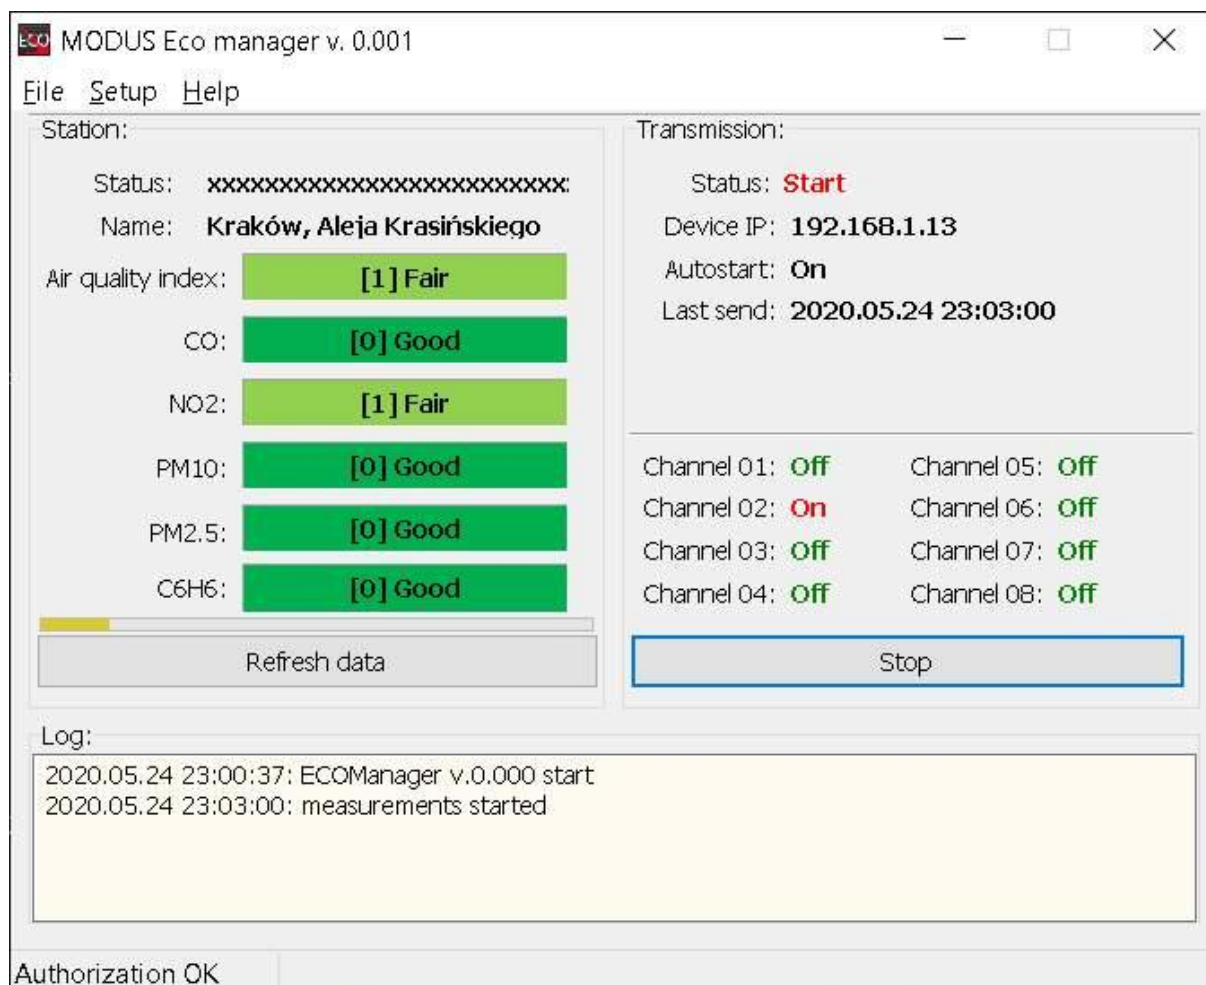 ECO MODUS Eco manager v. 0.001
File Setup Help
Station:
Status: xxxxxxxxxxxxxxxxxxxxxxxxx:
Name: Kraków, Aleja Krasińskiego
Air quality index: [1] Fair
CO: [0] Good
NO2: [1] Fair
PM10: [0] Good
PM2.5: [0] Good
C6H6: [0] Good
Refresh data
Transmission:
Status: Start
Device IP: 192.168.1.13
Autostart: On
Last send: 2020.05.24 23:03:00
Channel 01: Off Channel 05: Off
Channel 02: On Channel 06: Off
Channel 03: Off Channel 07: Off
Channel 04: Off Channel 08: Off
Stop
Log:
2020.05.24 23:00:37: ECOManager v.0.000 start
2020.05.24 23:03:00: measurements started
Authorization OK